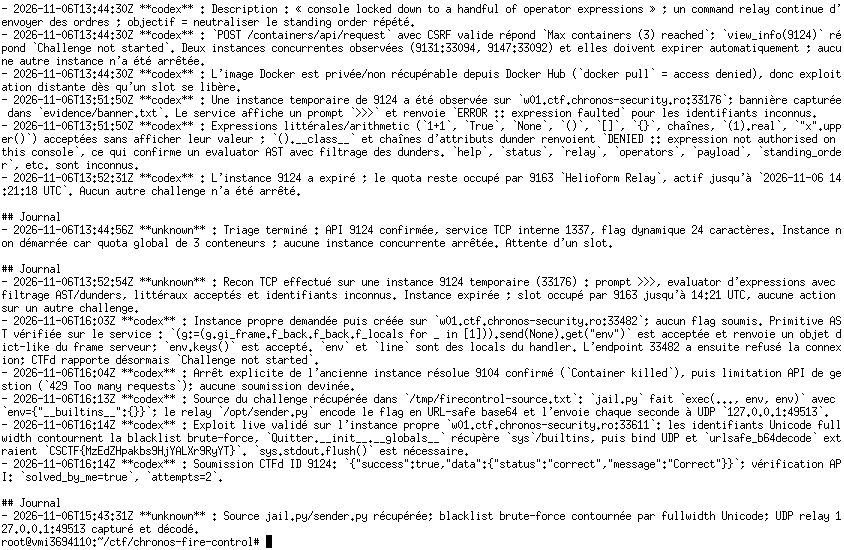 - 2026-11-06T13:44:30Z **codex** : Description : « console locked down to a handful of operator expressions » ; un command relay continue d'
envoyer des ordres ; objectif = neutraliser le standing order répété.
- 2026-11-06T13:44:30Z **codex** : `POST /containers/api/request` avec CSRF valide répond `Max containers (3) reached`; `view_info(9124)` ré
pond `Challenge not started`. Deux instances concurrentes observées (9131:33094, 9147:33092) et elles doivent expirer automatiquement ; aucu
ne autre instance n'a été arrêtée.
- 2026-11-06T13:44:30Z **codex** : L'image Docker est privée/non récupérable depuis Docker Hub (`docker pull` = access denied), donc exploit
ation distante dès qu'un slot se libère.
- 2026-11-06T13:51:50Z **codex** : Une instance temporaire de 9124 a été observée sur `w01.ctf.chronos-security.ro:33176`; bannière capturée
dans `evidence/banner.txt`. Le service affiche un prompt `>>>` et renvoie `ERROR :: expression faulted` pour les identifiants inconnus.
- 2026-11-06T13:51:50Z **codex** : Expressions littérales/arithmetic (`1+1`, `True`, `None`, `()`, `[]`, `{}`, chaînes, `(1).real`, `"x".upp
er()`) acceptées sans afficher leur valeur ; `().__class__` et chaînes d'attributs dunder renvoient `DENIED :: expression not authorised on
this console`, ce qui confirme un evaluator AST avec filtrage des dunders. `help`, `status`, `relay`, `operators`, `payload`, `standing_orde
r`, etc. sont inconnus.
- 2026-11-06T13:52:31Z **codex** : L'instance 9124 a expiré ; le quota reste occupé par 9163 `Helioform Relay`, actif jusqu'à `2026-11-06 14
:21:18 UTC`. Aucun autre challenge n'a été arrêté.
## Journal
- 2026-11-06T13:44:56Z **unknown** : Triage terminé : API 9124 confirmée, service TCP interne 1337, flag dynamique 24 caractères. Instance n
on démarrée car quota global de 3 conteneurs ; aucune instance concurrente arrêtée. Attente d'un slot.
## Journal
- 2026-11-06T13:52:54Z **unknown** : Recon TCP effectué sur une instance 9124 temporaire (33176) : prompt >>>, evaluator d'expressions avec
filtrage AST/dunders, littéraux acceptés et identifiants inconnus. Instance expirée ; slot occupé par 9163 jusqu'à 14:21 UTC, aucune action
sur un autre challenge.
- 2026-11-06T16:03Z **codex** : Instance propre demandée puis créée sur `w01.ctf.chronos-security.ro:33482`; aucun flag soumis. Primitive AS
T vérifiée sur le service : `(g:=(g.gi_frame.f_back.f_back.f_locals for _ in [1])).send(None).get("env")` est acceptée et renvoie un objet d
ict-like du frame serveur; `env.keys()` est accepté. `env` et `line` sont des locals du handler. L'endpoint 33482 a ensuite refusé la connex
ion; CTFd rapporte désormais `Challenge not started`.
- 2026-11-06T16:04Z **codex** : Arrêt explicite de l'ancienne instance résolue 9104 confirmé (`Container killed`), puis limitation API de ge
stion (`429 Too many requests`); aucune soumission devinée.
- 2026-11-06T16:13Z **codex** : Source du challenge récupérée dans `/tmp/firecontrol-source.txt`: `jail.py` fait `exec(..., env, env)` avec
`env={"__builtins__":{}}`; le relay `/opt/sender.py` encode le flag en URL-safe base64 et l'envoie chaque seconde à UDP `127.0.0.1:49513`.
- 2026-11-06T16:14Z **codex** : Exploit live validé sur l'instance propre `w01.ctf.chronos-security.ro:33611`: les identifiants Unicode full
width contournent la blacklist brute-force, `Quitter.__init__.__globals__` récupère `sys`/builtins, puis bind UDP et `urlsafe_b64decode` ext
raient `CSCTF{MzEdZHpakbs9HjYALXr9RyYT}`. `sys.stdout.flush()` est nécessaire.
- 2026-11-06T16:14Z **codex** : Soumission CTFd ID 9124: `{"success":true,"data":{"status":"correct","message":"Correct"}}`; vérification AP
I: `solved_by_me=true`, `attempts=2`.
## Journal
- 2026-11-06T15:43:31Z **unknown** : Source jail.py/sender.py récupérée; blacklist brute-force contournée par fullwidth Unicode; UDP relay 1
27.0.0.1:49513 capturé et décodé.
root@vmi3694110:~/ctf/chronos-fire-control#